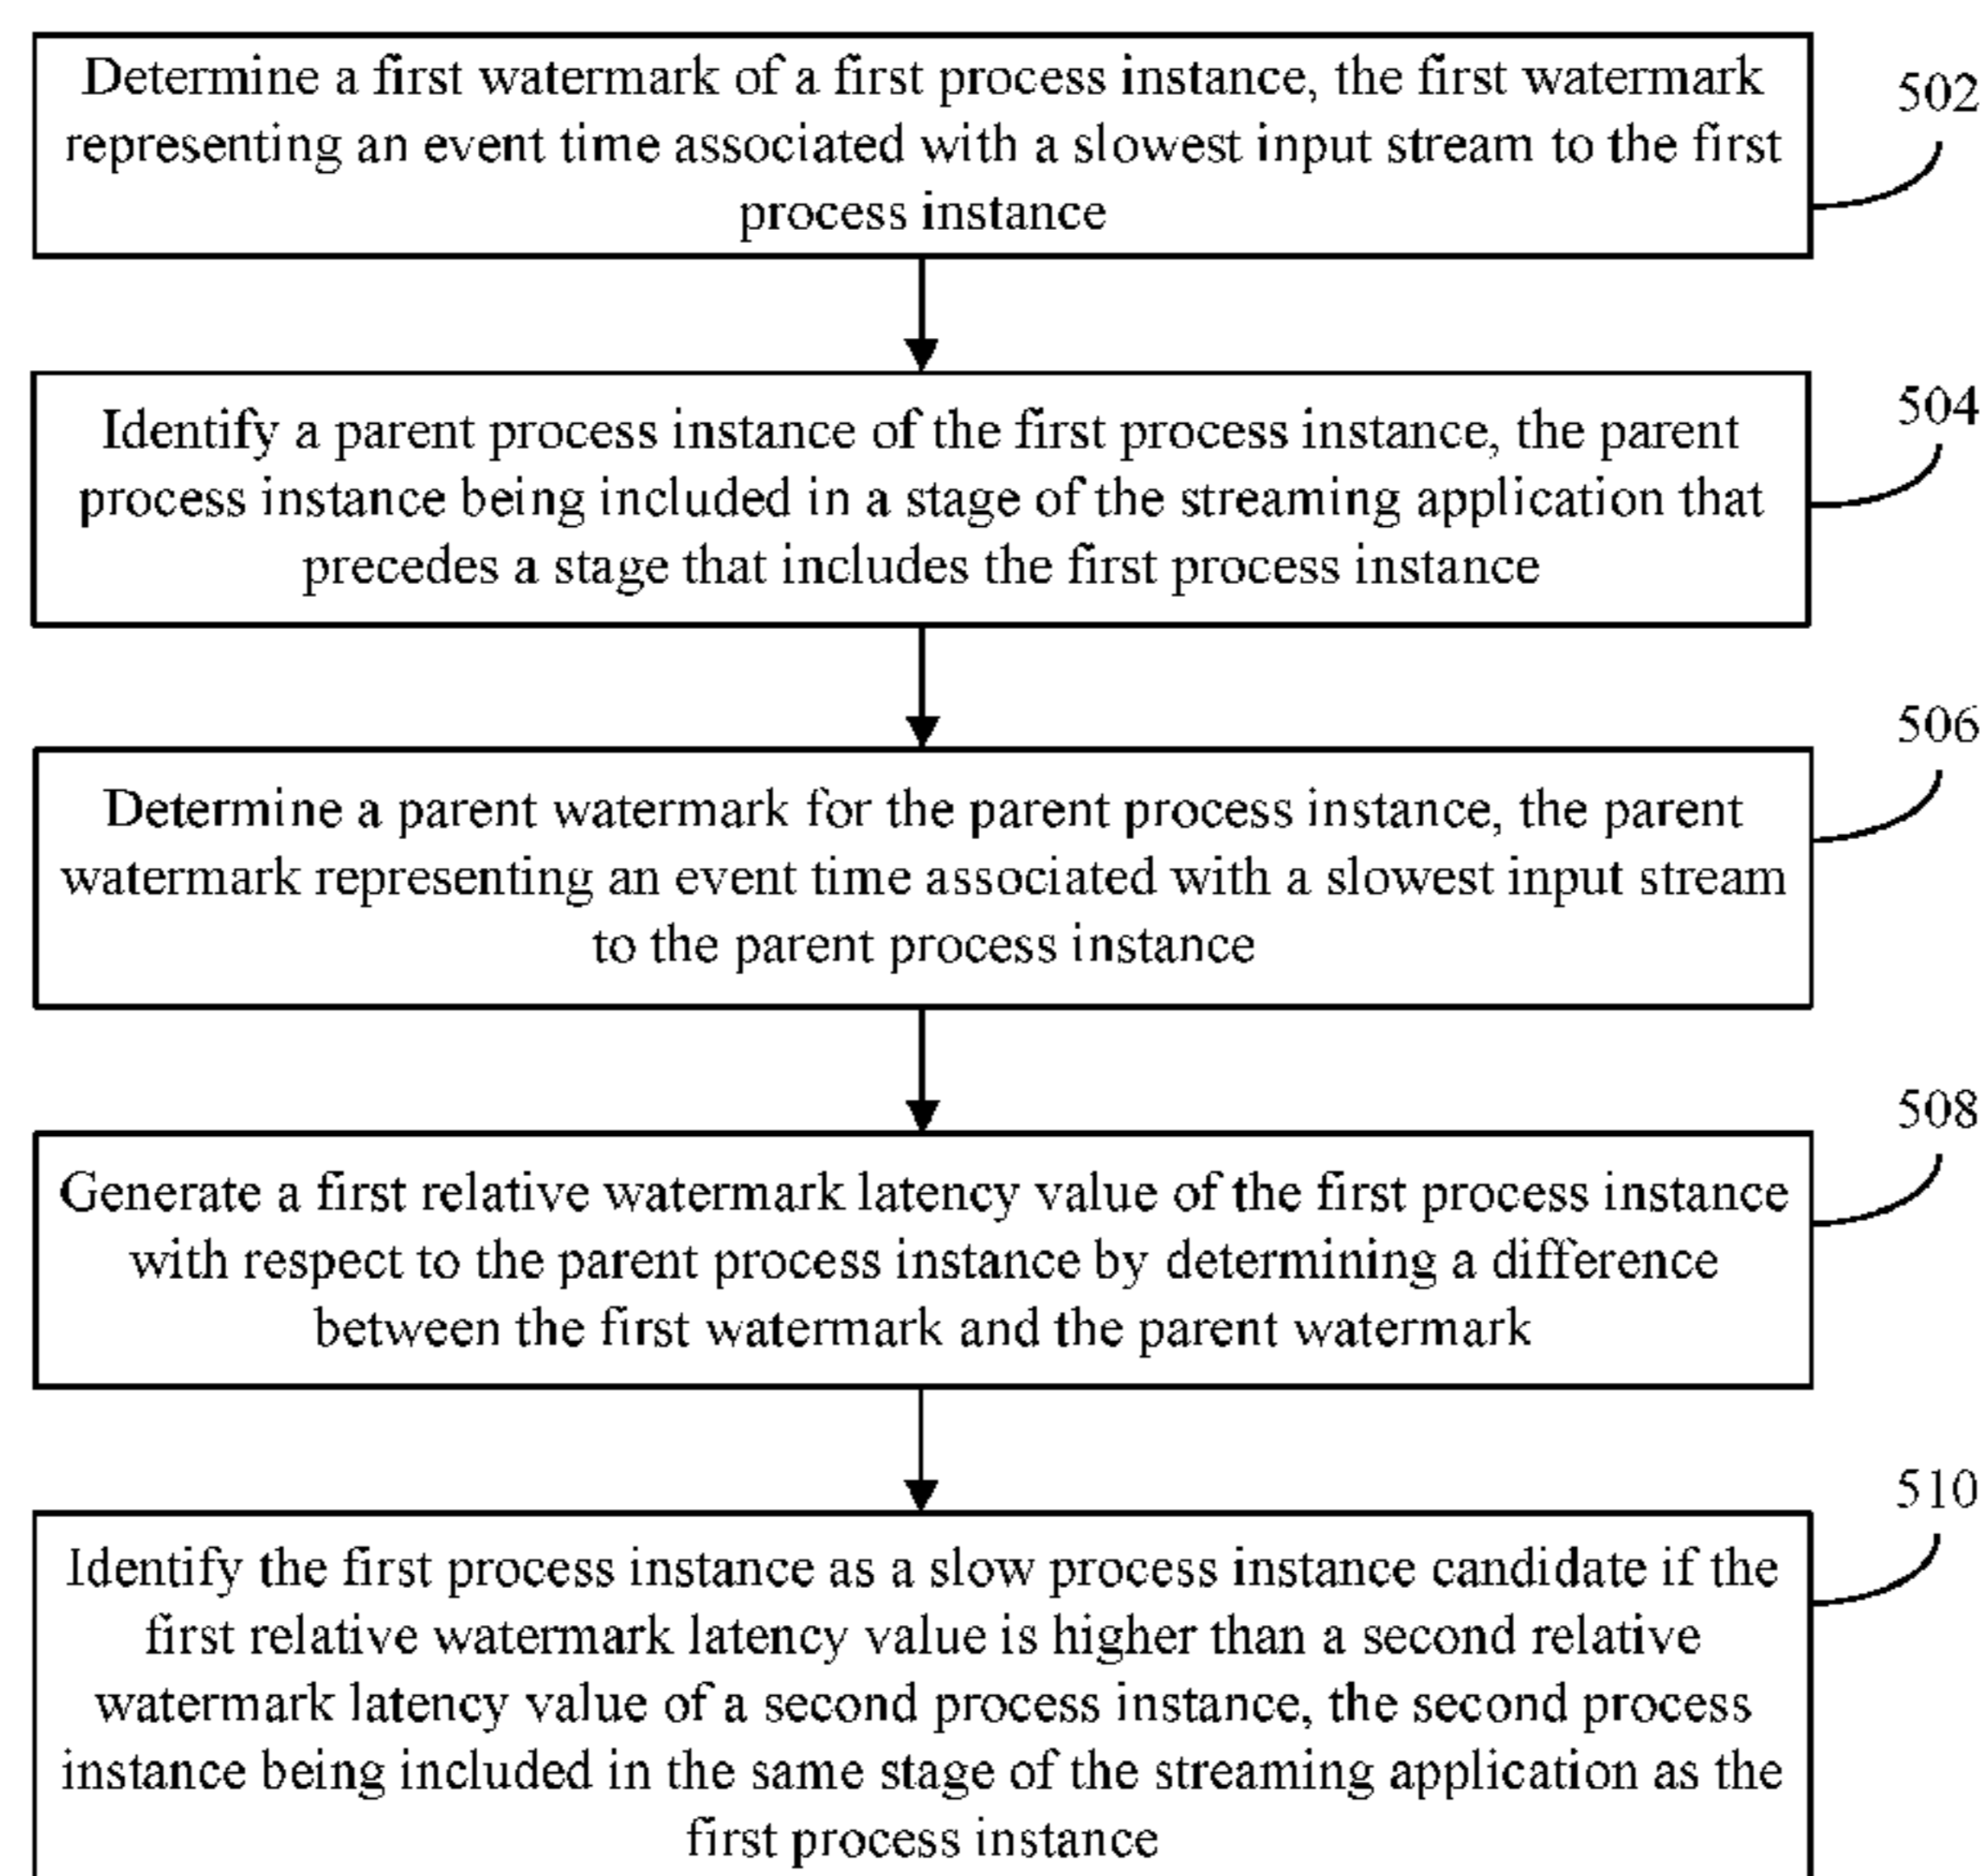 Determine a first watermark of a first process instance, the first watermark
representing an event time associated with a slowest input stream to the first
process instance
502
Identify a parent process instance of the first process instance, the parent
process instance being included in a stage of the streaming application that
precedes a stage that includes the first process instance
504
Determine a parent watermark for the parent process instance, the parent
watermark representing an event time associated with a slowest input stream
to the parent process instance
506
Generate a first relative watermark latency value of the first process instance
with respect to the parent process instance by determining a difference
between the first watermark and the parent watermark
508
Identify the first process instance as a slow process instance candidate if the
first relative watermark latency value is higher than a second relative
watermark latency value of a second process instance, the second process
instance being included in the same stage of the streaming application as the
first process instance
510